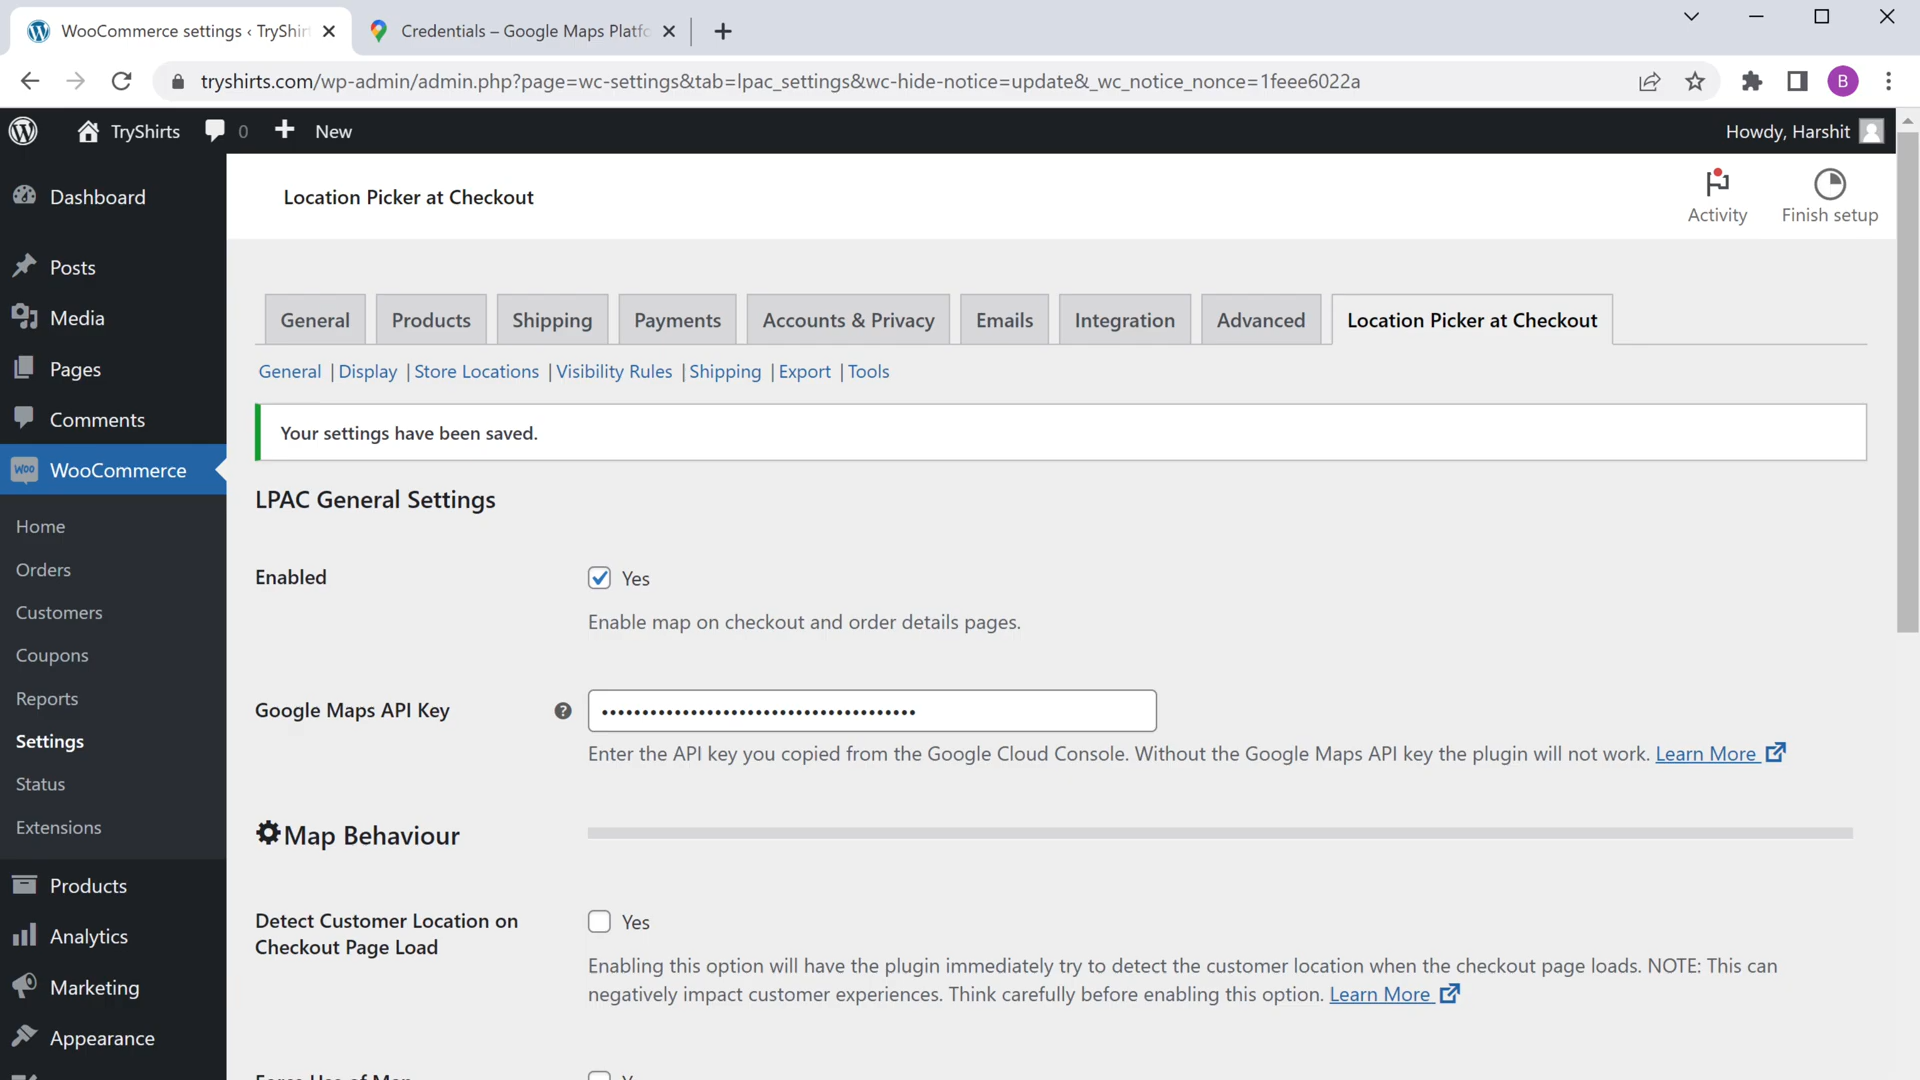 WooCommerce settings ‹ TryShirt
Credentials – Google Maps Platfo
tryshirts.com/wp-admin/admin.php?page=wc-settings&tab=lpac_settings&wc-hide-notice=update&_wc_notice_nonce=1feee6022a
B
TryShirts
0
New
Howdy, Harshit
Dashboard
Posts
Media
Pages
Comments
Woo
WooCommerce
Home
Orders
Customers
Coupons
Reports
Settings
Status
Extensions
Products
Analytics
Marketing
Appearance
Location Picker at Checkout
Activity
Finish setup
General
Products
Shipping
Payments
Accounts & Privacy
Emails
Integration
Advanced
Location Picker at Checkout
General | Display | Store Locations | Visibility Rules | Shipping | Export | Tools
Your settings have been saved.
LPAC General Settings
Enabled
Yes
Enable map on checkout and order details pages.
Google Maps API Key
?
Enter the API key you copied from the Google Cloud Console. Without the Google Maps API key the plugin will not work. Learn More
Map Behaviour
Detect Customer Location on
Checkout Page Load
Yes
Enabling this option will have the plugin immediately try to detect the customer location when the checkout page loads. NOTE: This can
negatively impact customer experiences. Think carefully before enabling this option. Learn More